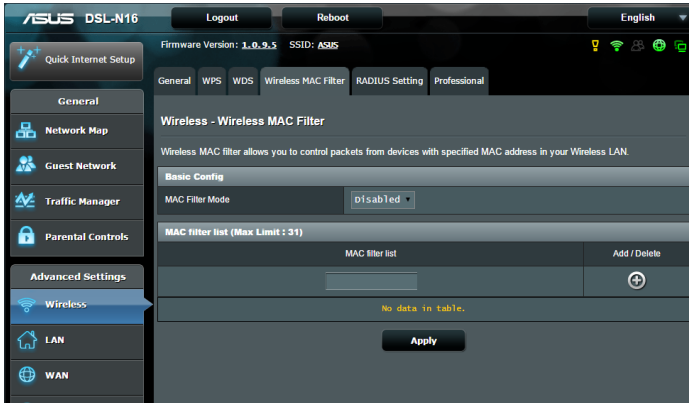 ASUS DSL-N16
Logout
Reboot
English
Quick Internet Setup
Firmware Version: 1.0.9.5 SSID: ASUS
General
WPS
WDS
Wireless MAC Filter
RADIUS Setting
Professional
General
Network Map
Guest Network
Traffic Manager
Parental Controls
Advanced Settings
Wireless
LAN
WAN
Wireless - Wireless MAC Filter
Wireless MAC filter allows you to control packets from devices with specified MAC address in your Wireless LAN.
Basic Config
MAC Filter Mode
Disabled
MAC filter list (Max Limit : 31)
MAC filter list
Add / Delete
No data in table.
Apply